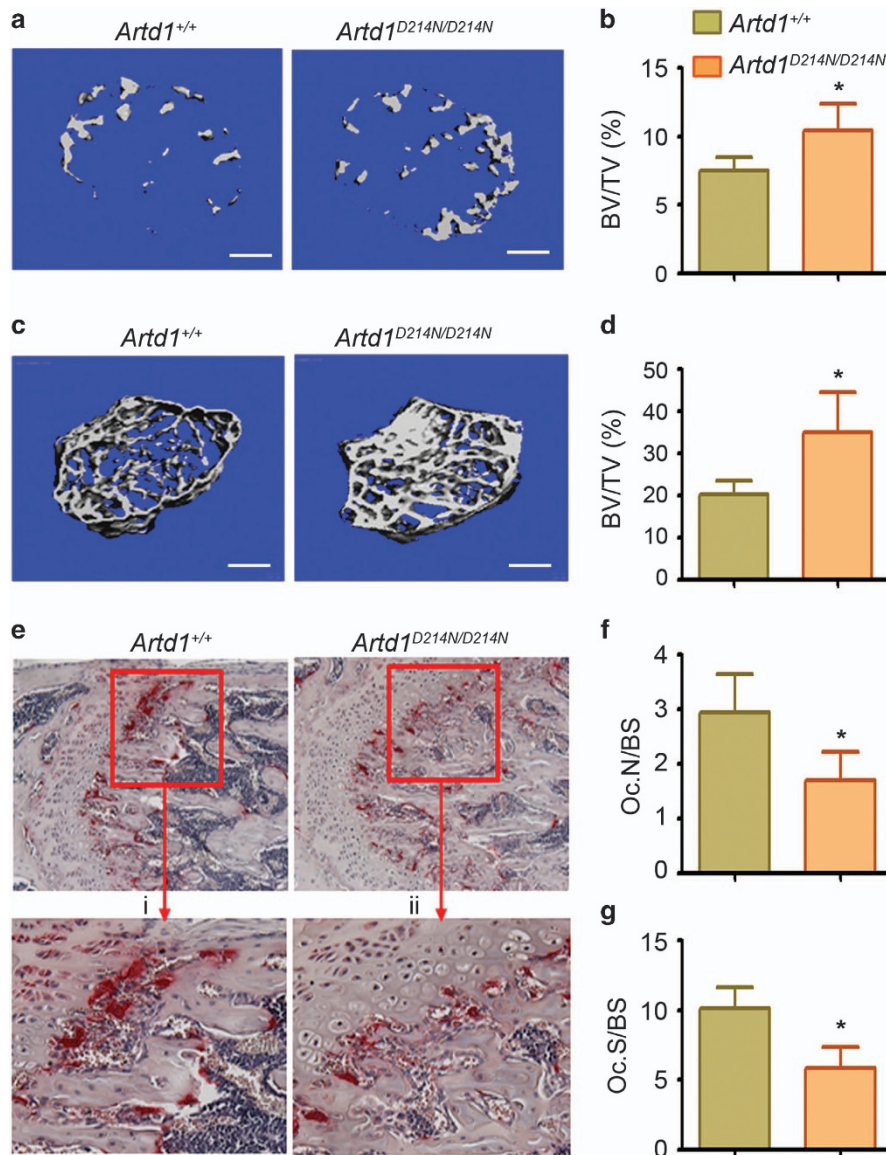 a
Artd1+/+
Artd1D214N/D214N
b
Artd1+/+
Artd1D214N/D214N
15
10
5
0
BV/TV (%)
*
c
Artd1+/+
Artd1D214N/D214N
d
50
40
30
20
10
0
BV/TV (%)
*
e
Artd1+/+
Artd1D214N/D214N
i
ii
f
4
3
2
1
0
Oc.N/BS
*
g
15
10
5
0
Oc.S/BS
*